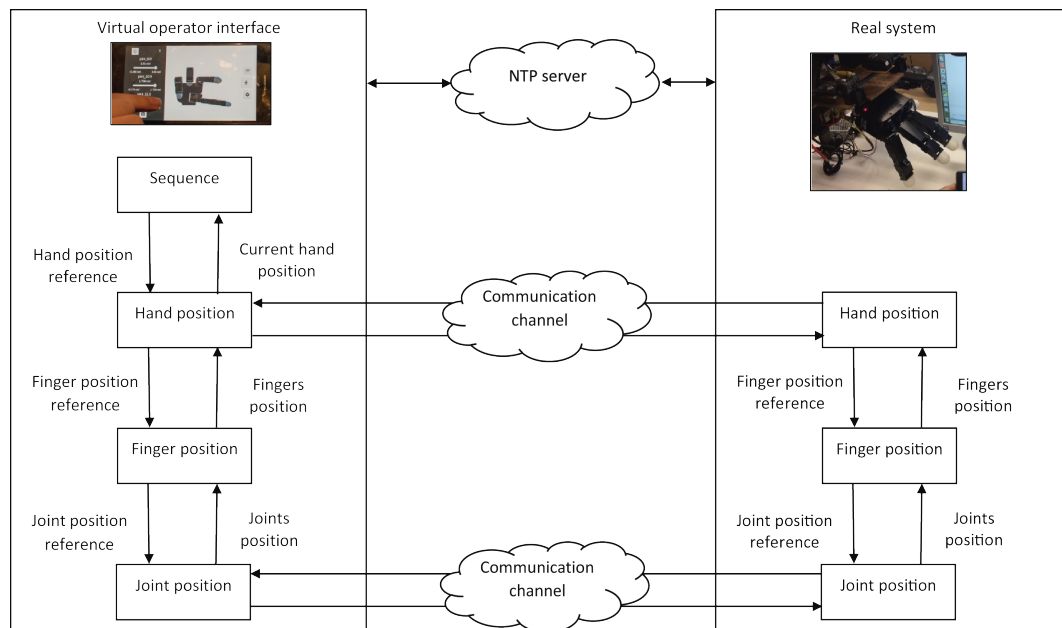 Virtual operator interface
Real system
NTP server
Sequence
Hand position
reference
Current hand
position
Hand position
Communication
channel
Hand position
Finger position
reference
Fingers
position
Finger position
reference
Fingers
position
Finger position
Finger position
Joint position
reference
Joints
position
Joint position
reference
Joints
position
Joint position
Communication
channel
Joint position